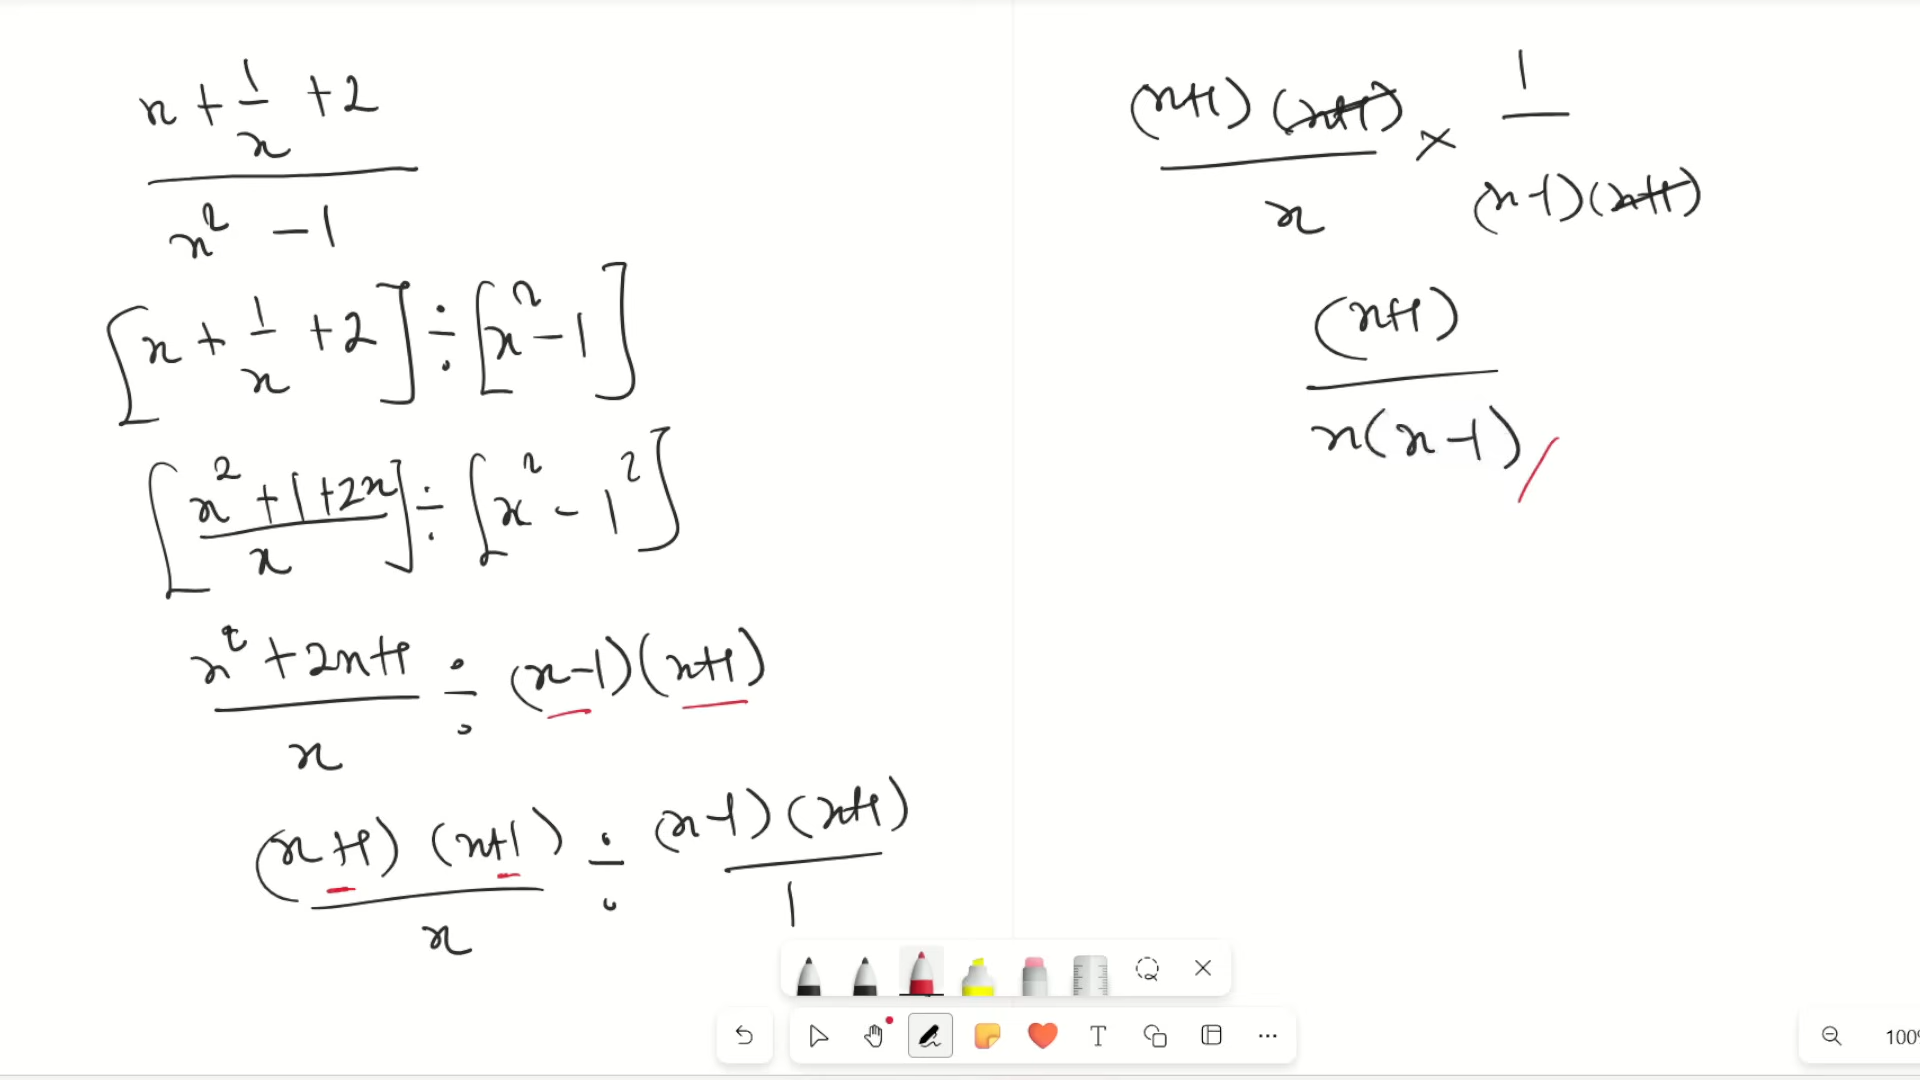 x + 1/x + 2
x² - 1
[x + 1/x + 2] ÷ [x² - 1]
[(x² + 1 + 2x)/x] ÷ [x² - 1²]
(x² + 2x + 1)/x ÷ (x-1)(x+1)
(x+1)(x+1)/x ÷ (x-1)(x+1)/1
(x+1)(x+1)/x × 1/(x-1)(x+1)
(x+1)
x(x-1)
T
100%